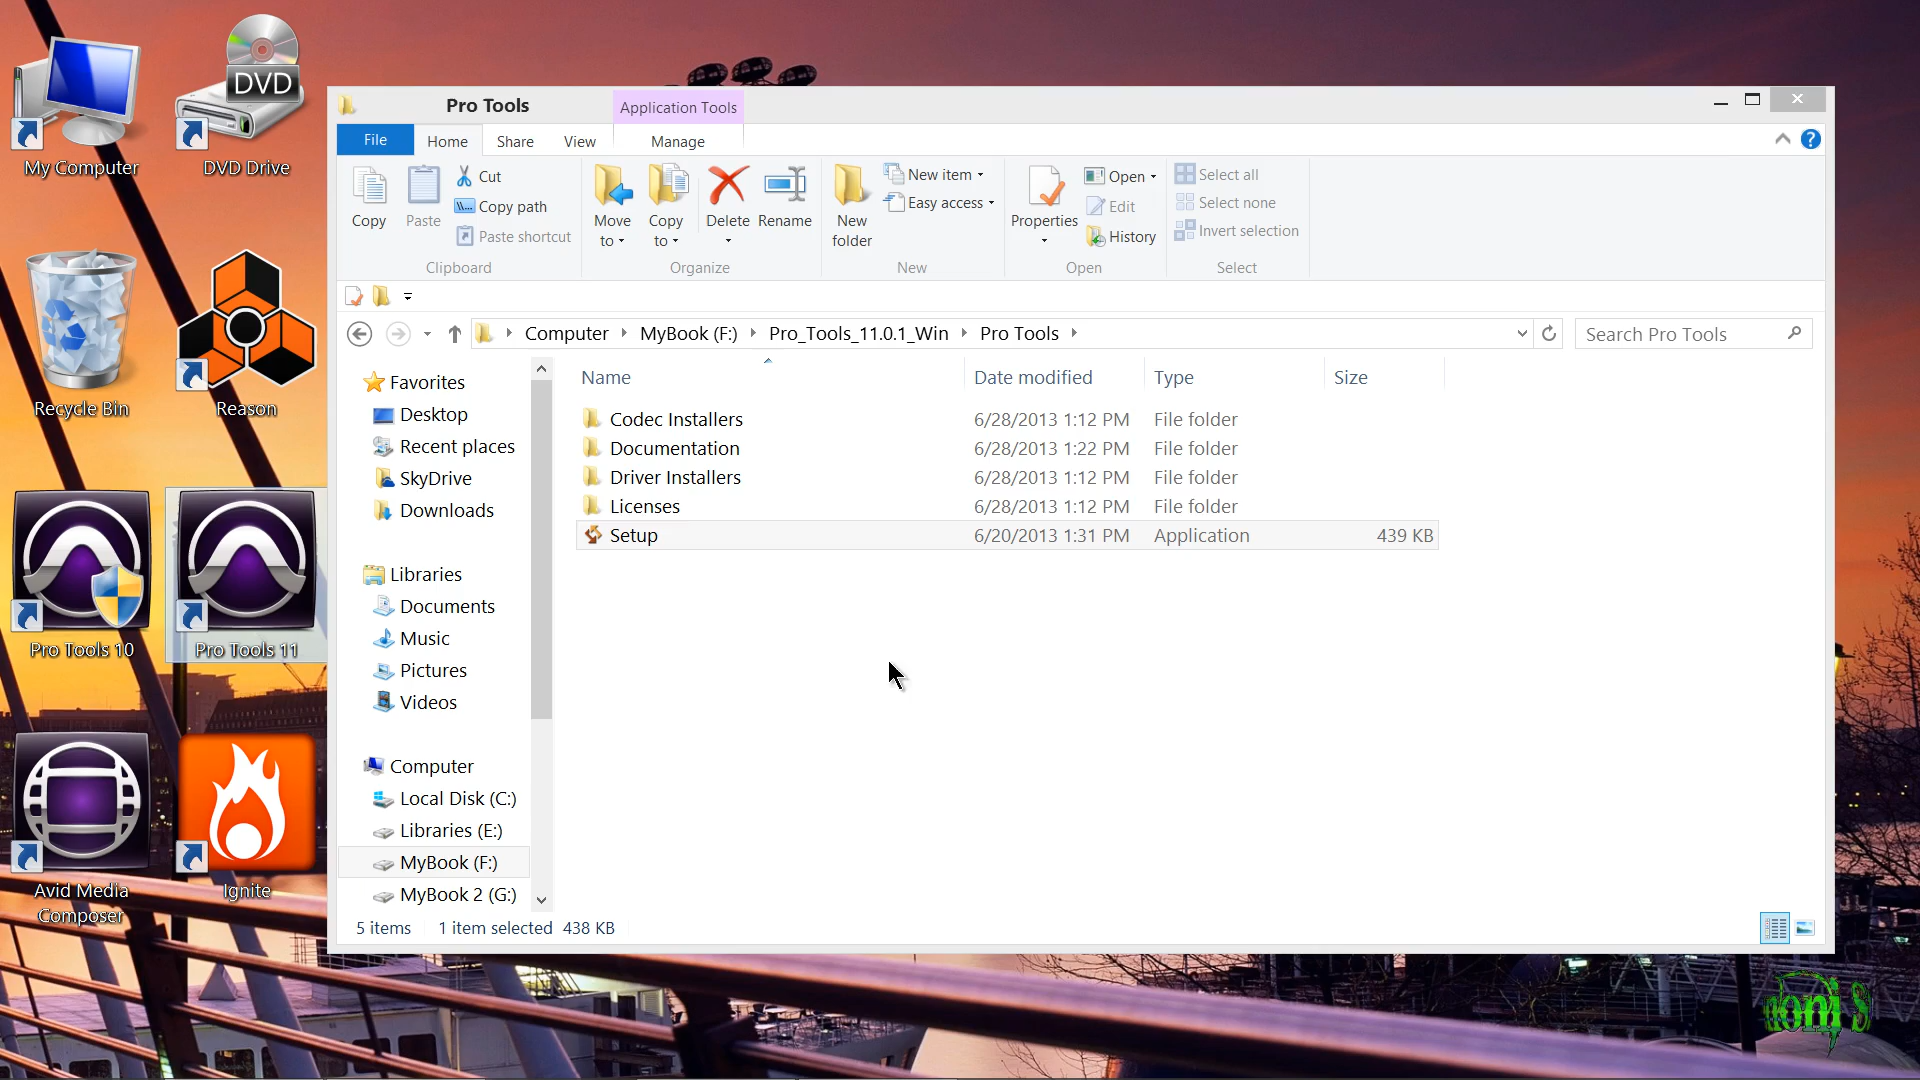 My Computer
DVD
DVD Drive
Recycle Bin
Reason
Pro Tools 10
Pro Tools 11
Avid Media
Composer
Ignite
Pro Tools
Application Tools
File
Home
Share
View
Manage
Copy
Paste
Cut
Copy path
Paste shortcut
Clipboard
Move
to
Copy
to
Delete
Rename
Organize
New
folder
New item
Easy access
New
Properties
Open
Edit
History
Open
Select all
Select none
Invert selection
Select
Computer
MyBook (F:)
Pro_Tools_11.0.1_Win
Pro Tools
Search Pro Tools
Favorites
Desktop
Recent places
SkyDrive
Downloads
Libraries
Documents
Music
Pictures
Videos
Computer
Local Disk (C:)
Libraries (E:)
MyBook (F:)
MyBook 2 (G:)
Name Date modified Type Size
Codec Installers 6/28/2013 1:12 PM File folder
Documentation 6/28/2013 1:22 PM File folder
Driver Installers 6/28/2013 1:12 PM File folder
Licenses 6/28/2013 1:12 PM File folder
Setup 6/20/2013 1:31 PM Application 439 KB
5 items 1 item selected 438 KB